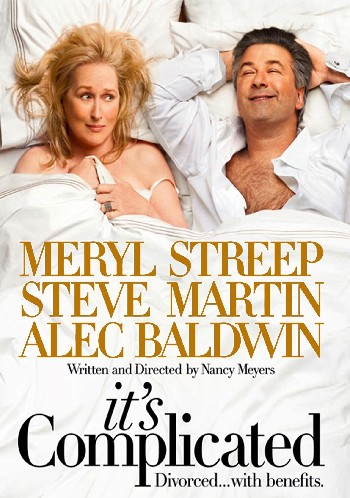 MERYL STREEP
STEVE MARTIN
ALEC BALDWIN
Written and Directed by Nancy Meyers
it's
Complicated
Divorced...with benefits.